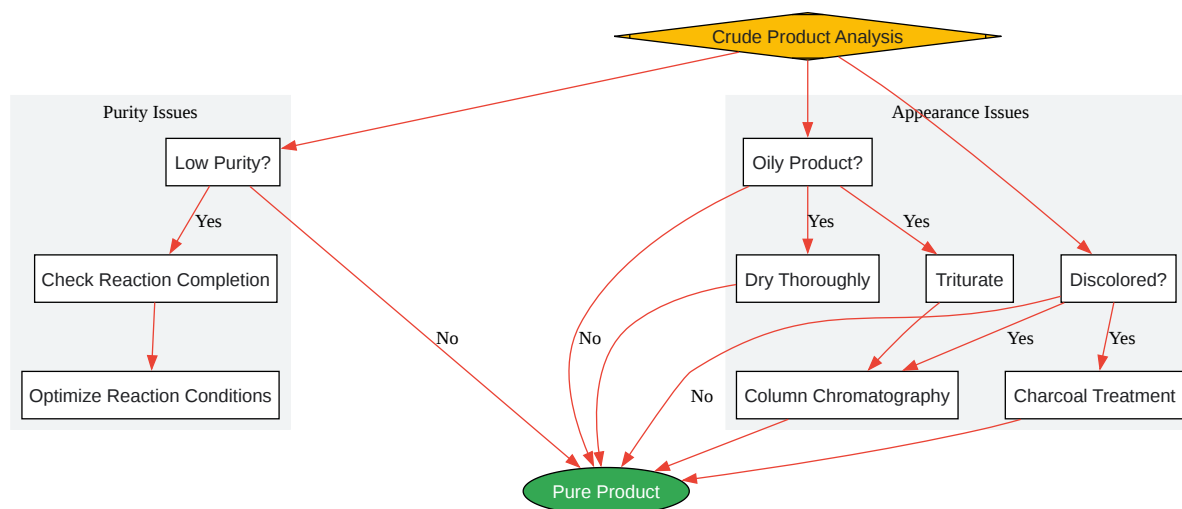 Crude Product Analysis
Purity Issues
Appearance Issues
Low Purity?
Oily Product?
Yes
Yes
Yes
Check Reaction Completion
Dry Thoroughly
Triturate
Discolored?
No
No
Yes
Yes
Optimize Reaction Conditions
No
Column Chromatography
Charcoal Treatment
Pure Product